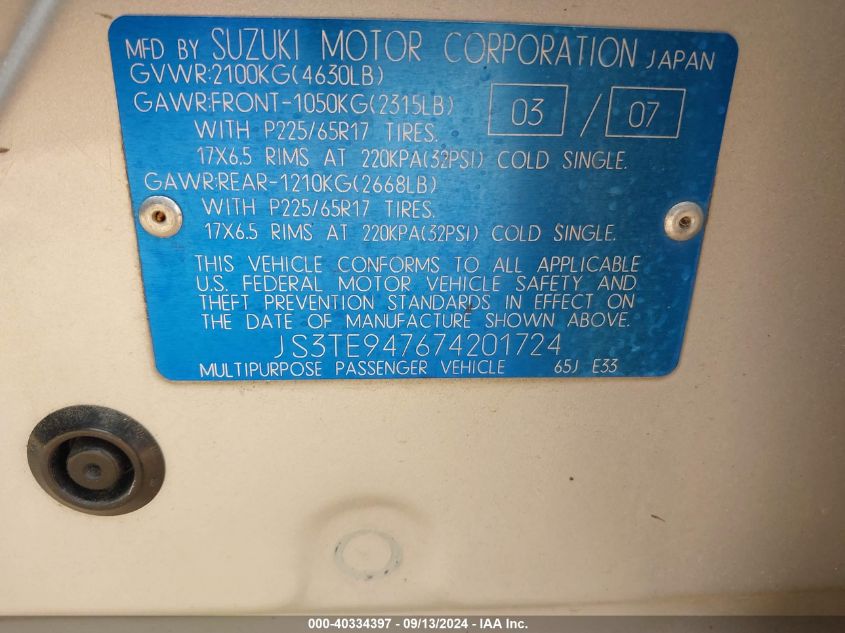 MFD BY SUZUKI MOTOR CORPORATION JAPAN
GVWR:2100KG(4630LB)
GAWR:FRONT-1050KG(2315LB) 03 / 07
WITH P225/65R17 TIRES.
17X6.5 RIMS AT 220KPA(32PSI) COLD SINGLE.
GAWR:REAR-1210KG(2668LB)
WITH P225/65R17 TIRES.
17X6.5 RIMS AT 220KPA(32PSI) COLD SINGLE.
THIS VEHICLE CONFORMS TO ALL APPLICABLE
U.S. FEDERAL MOTOR VEHICLE SAFETY AND
THEFT PREVENTION STANDARDS IN EFFECT ON
THE DATE OF MANUFACTURE SHOWN ABOVE.
JS3TE947674201724
MULTIPURPOSE PASSENGER VEHICLE 65J E33
000-40334397 - 09/13/2024 - IAA Inc.